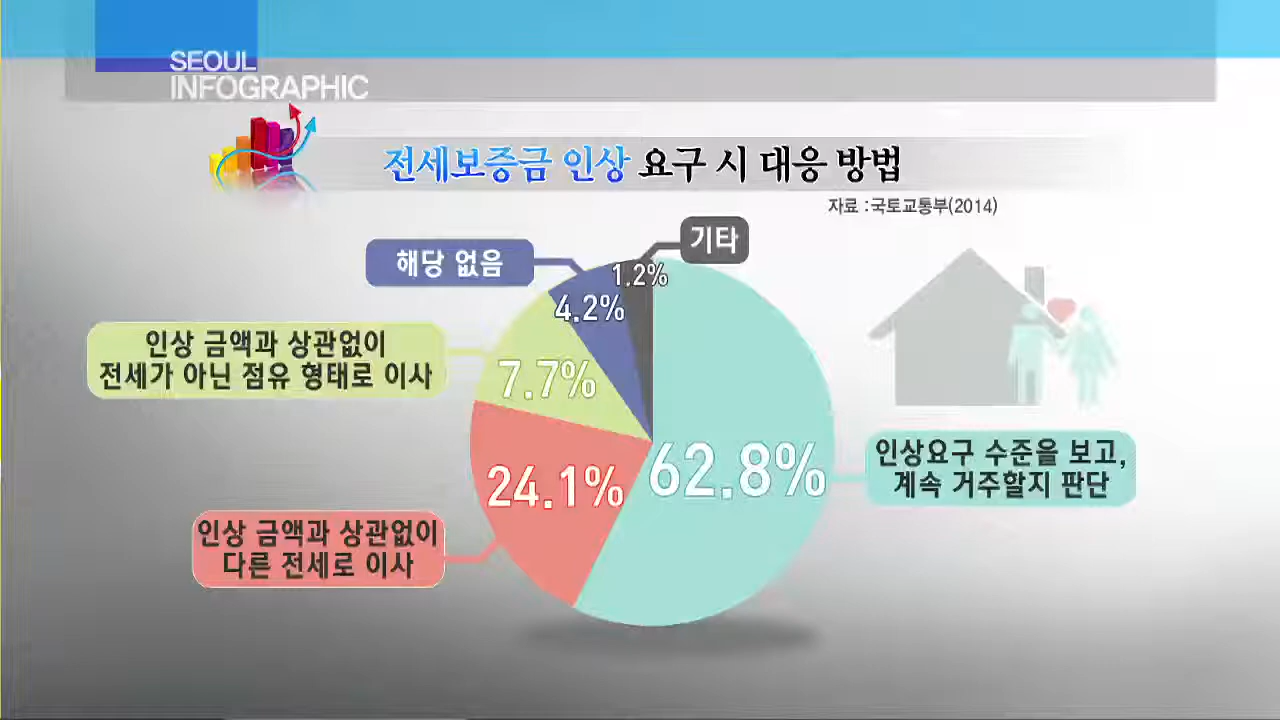 SEOUL
INFOGRAPHIC
전세보증금 인상 요구 시 대응 방법
자료 :국토교통부(2014)
기타
1.2%
해당 없음
4.2%
인상 금액과 상관없이
전세가 아닌 점유 형태로 이사
7.7%
62.8%
인상요구 수준을 보고,
계속 거주할지 판단
24.1%
인상 금액과 상관없이
다른 전세로 이사